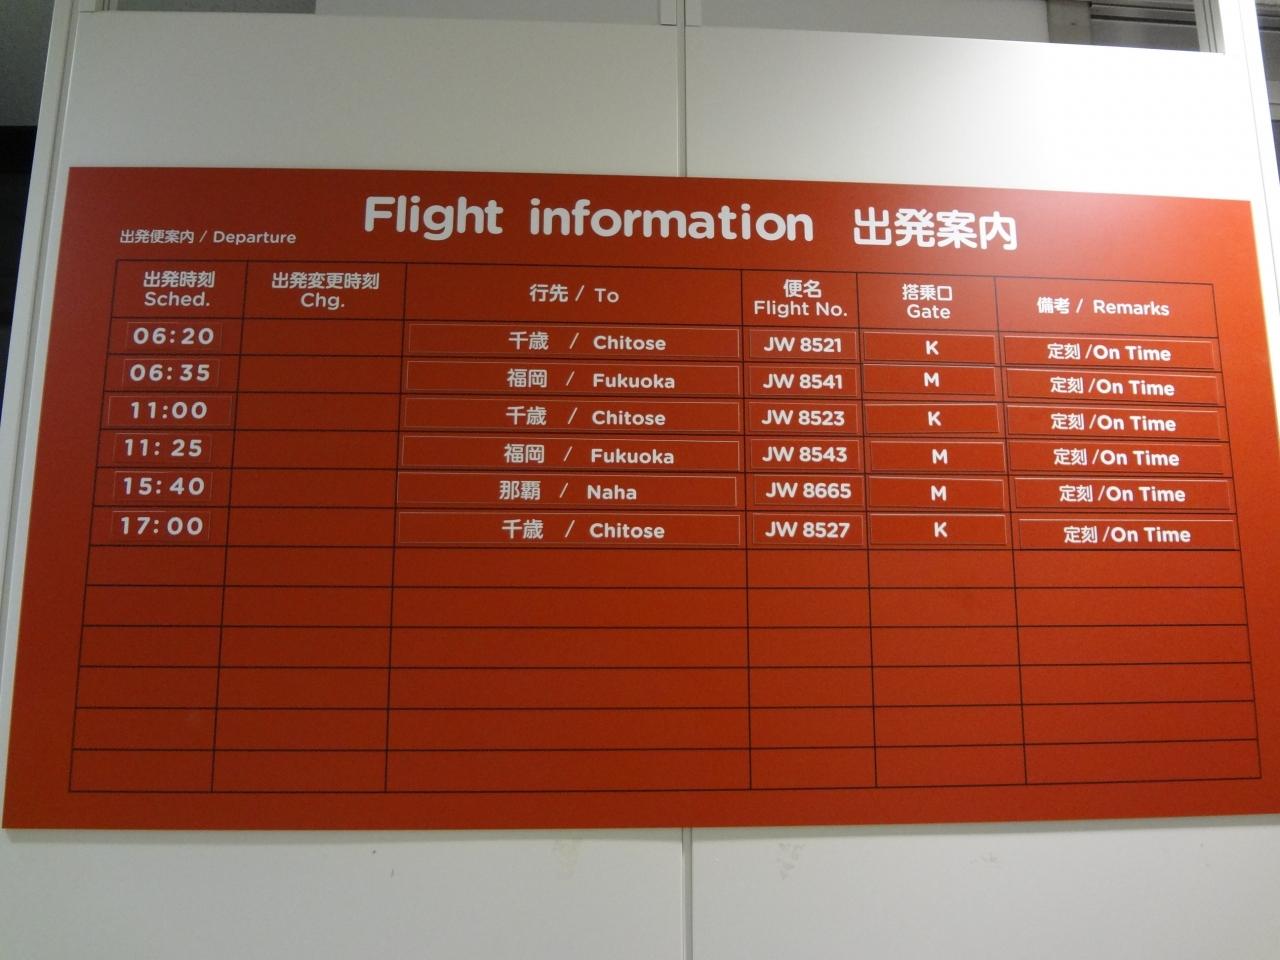 Flight information 出発案内
出発便案内 / Departure
出発時刻 出発変更時刻 行先 / To 便名 搭乗口 備考 / Remarks
Sched. Chg. Flight No. Gate
06:20 千歳 / Chitose JW 8521 K 定刻 /On Time
06:35 福岡 / Fukuoka JW 8541 M 定刻 /On Time
11:00 千歳 / Chitose JW 8523 K 定刻 /On Time
11:25 福岡 / Fukuoka JW 8543 M 定刻 /On Time
15:40 那覇 / Naha JW 8665 M 定刻 /On Time
17:00 千歳 / Chitose JW 8527 K 定刻 /On Time